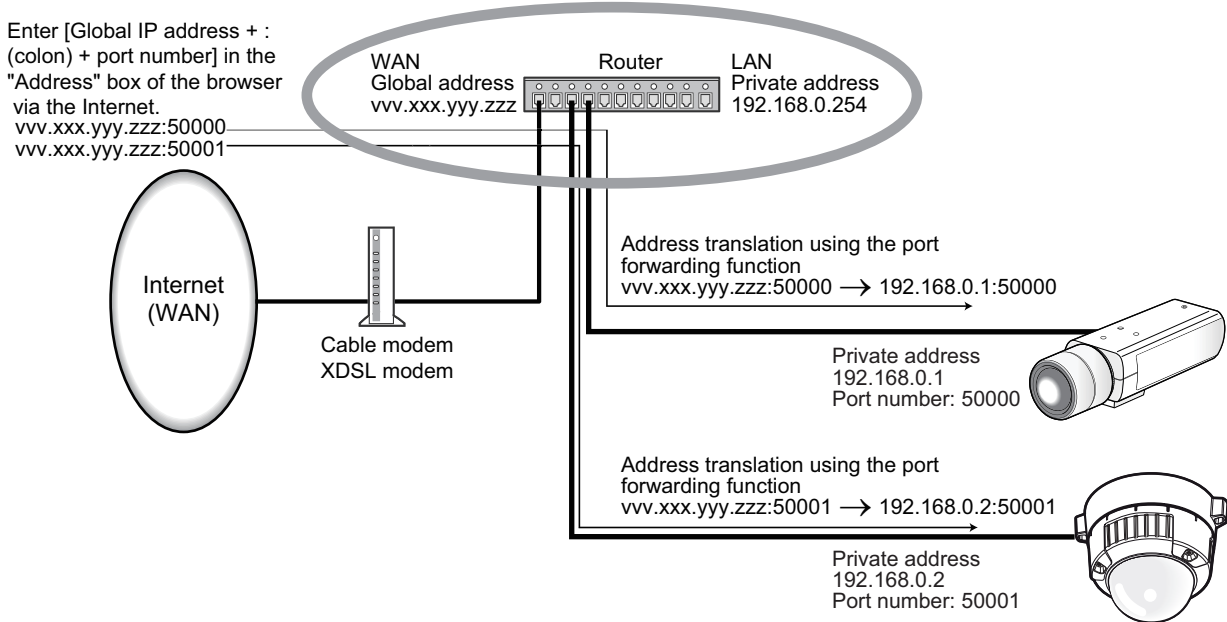 Enter [Global IP address + :
(colon) + port number] in the
"Address" box of the browser
via the Internet.
vvv.xxx.yyy.zzz:50000
vvv.xxx.yyy.zzz:50001
WAN
Global address
vvv.xxx.yyy.zzz
Router
LAN
Private address
192.168.0.254
Internet
(WAN)
Cable modem
XDSL modem
Address translation using the port
forwarding function
vvv.xxx.yyy.zzz:50000 → 192.168.0.1:50000
Private address
192.168.0.1
Port number: 50000
Address translation using the port
forwarding function
vvv.xxx.yyy.zzz:50001 → 192.168.0.2:50001
Private address
192.168.0.2
Port number: 50001